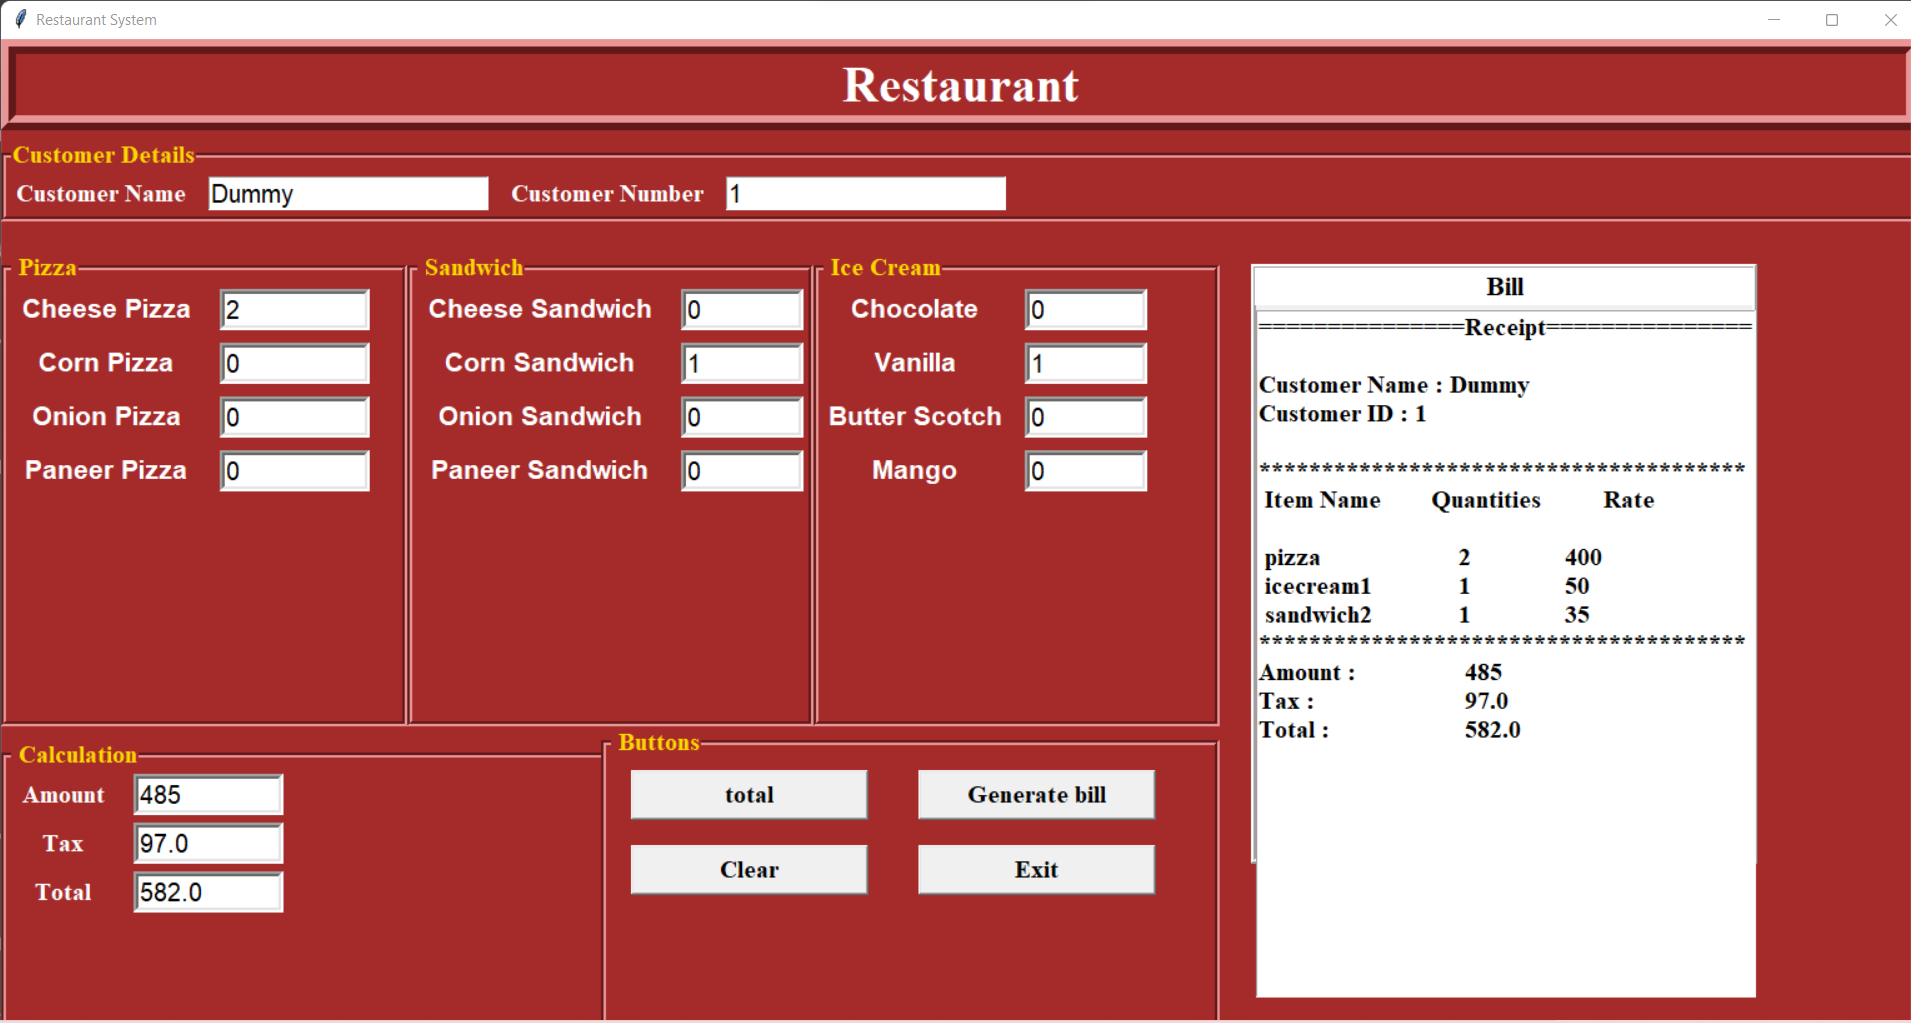 Restaurant System
Restaurant
Customer Details
Customer Name Dummy Customer Number 1
Pizza
Cheese Pizza 2
Corn Pizza 0
Onion Pizza 0
Paneer Pizza 0
Sandwich
Cheese Sandwich 0
Corn Sandwich 1
Onion Sandwich 0
Paneer Sandwich 0
Ice Cream
Chocolate 0
Vanilla 1
Butter Scotch 0
Mango 0
Bill
===============Receipt===============
Customer Name : Dummy
Customer ID : 1
***************************************
Item Name Quantities Rate
pizza 2 400
icecream1 1 50
sandwich2 1 35
***************************************
Amount : 485
Tax : 97.0
Total : 582.0
Calculation
Amount 485
Tax 97.0
Total 582.0
Buttons
total Generate bill
Clear Exit